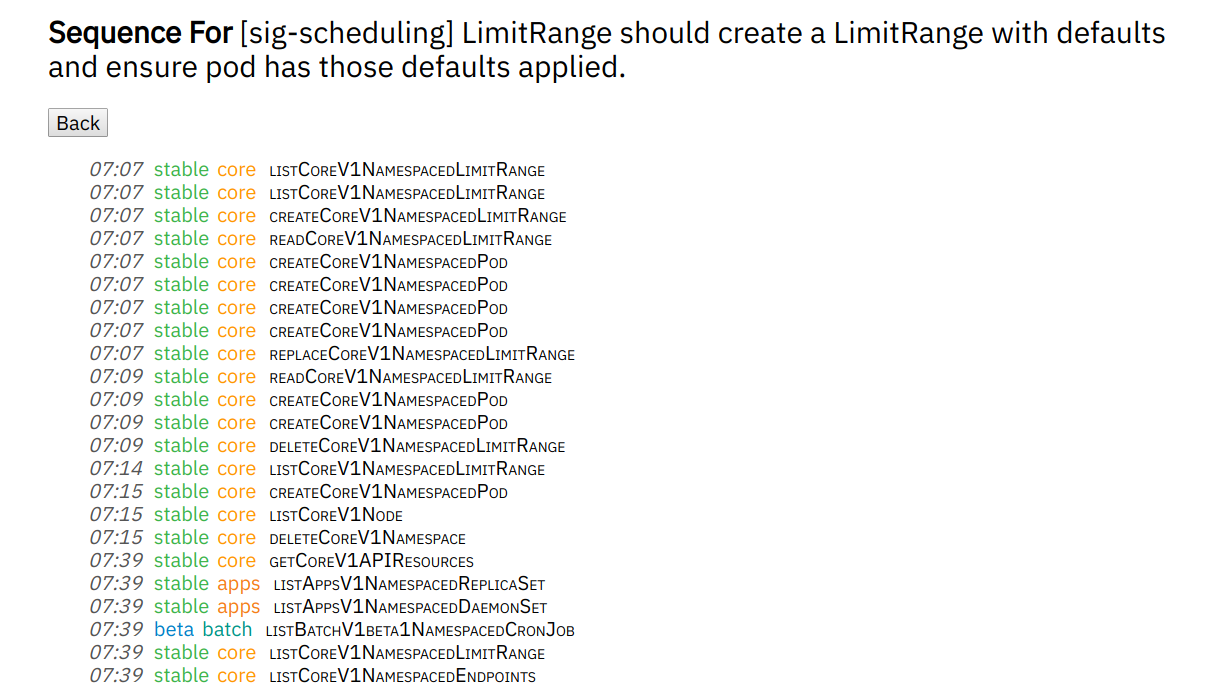 Sequence For [sig-scheduling] LimitRange should create a LimitRange with defaults
and ensure pod has those defaults applied.
Back
07:07 stable core listCoreV1NamespacedLimitRange
07:07 stable core listCoreV1NamespacedLimitRange
07:07 stable core createCoreV1NamespacedLimitRange
07:07 stable core readCoreV1NamespacedLimitRange
07:07 stable core createCoreV1NamespacedPod
07:07 stable core createCoreV1NamespacedPod
07:07 stable core createCoreV1NamespacedPod
07:07 stable core createCoreV1NamespacedPod
07:07 stable core replaceCoreV1NamespacedLimitRange
07:09 stable core readCoreV1NamespacedLimitRange
07:09 stable core createCoreV1NamespacedPod
07:09 stable core createCoreV1NamespacedPod
07:09 stable core deleteCoreV1NamespacedLimitRange
07:14 stable core listCoreV1NamespacedLimitRange
07:15 stable core createCoreV1NamespacedPod
07:15 stable core listCoreV1Node
07:15 stable core deleteCoreV1Namespace
07:39 stable core getCoreV1APIResources
07:39 stable apps listAppsV1NamespacedReplicaSet
07:39 stable apps listAppsV1NamespacedDaemonSet
07:39 beta batch listBatchV1beta1NamespacedCronJob
07:39 stable core listCoreV1NamespacedLimitRange
07:39 stable core listCoreV1NamespacedEndpoints